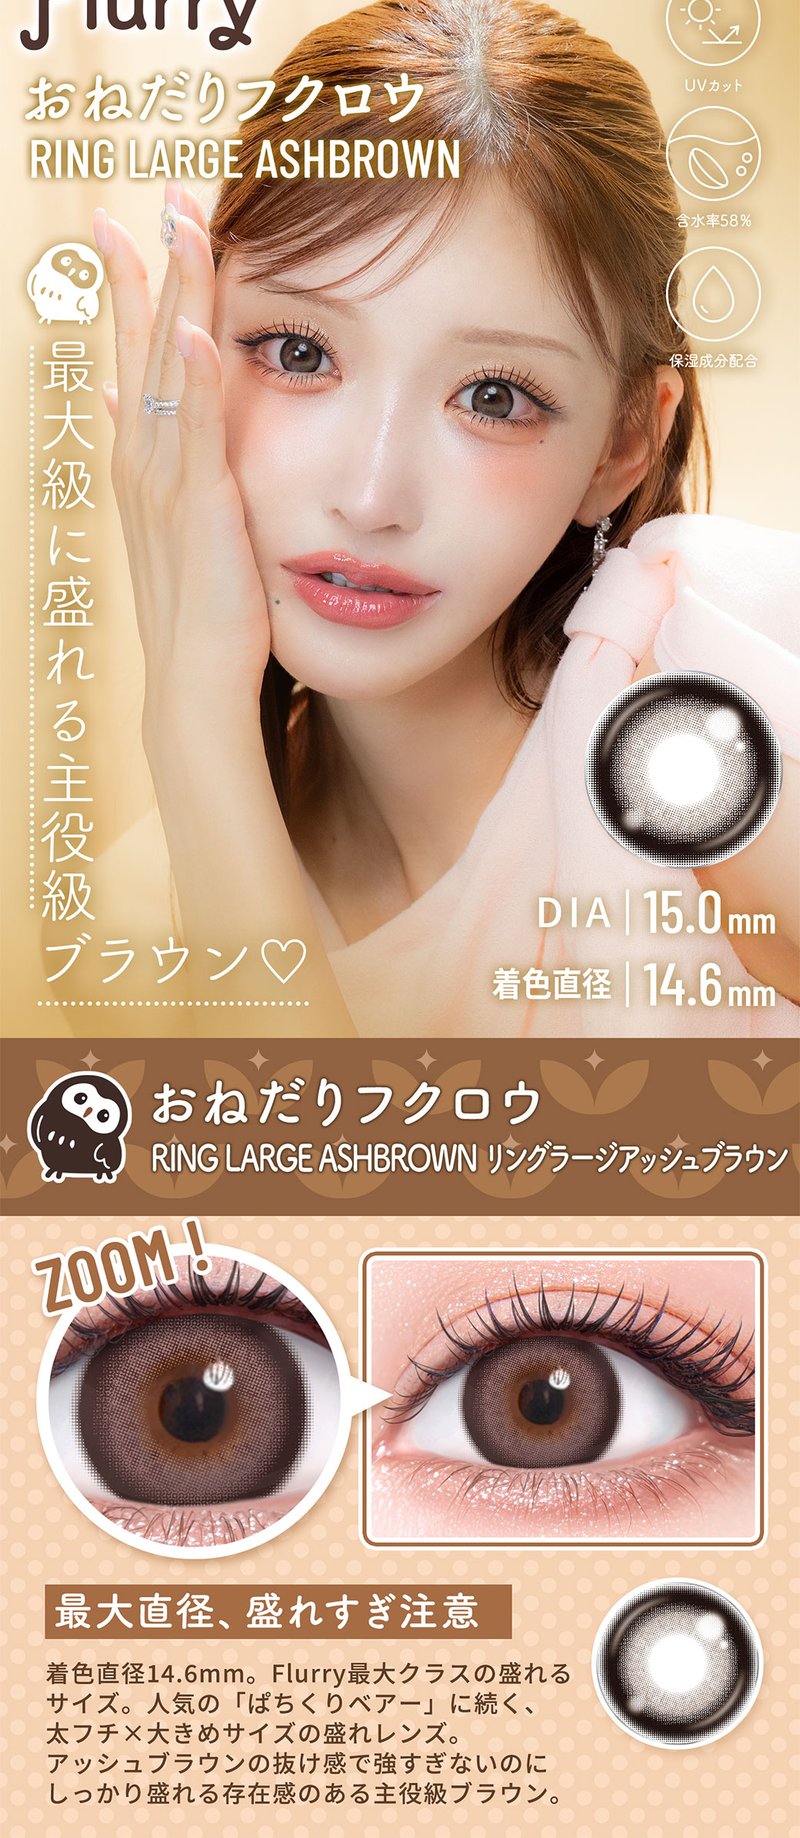 Flurry
おねだりフクロウ
RING LARGE ASHBROWN
UVカット
含水率58%
保湿成分配合
最大級に盛れる主役級
ブラウン♡
DIA | 15.0 mm
着色直径 | 14.6 mm
おねだりフクロウ
RING LARGE ASHBROWN リングラージアッシュブラウン
ZOOM!
最大直径、盛れすぎ注意
着色直径14.6mm。Flurry最大クラスの盛れる
サイズ。人気の「ぱちくりベアー」に続く、
太フチ×大きめサイズの盛れレンズ。
アッシュブラウンの抜け感で強すぎないのに
しっかり盛れる存在感のある主役級ブラウン。